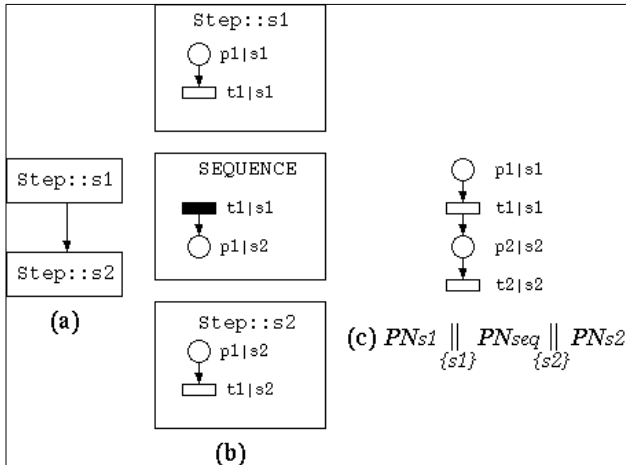 Step::s1
Step::s2
(a)
Step::s1
p1|s1
t1|s1
SEQUENCE
t1|s1
p1|s2
Step::s2
p1|s2
t1|s2
(b)
p1|s1
t1|s1
p2|s2
t2|s2
(c) PNs1 || PNseq || PNs2
{s1} {s2}